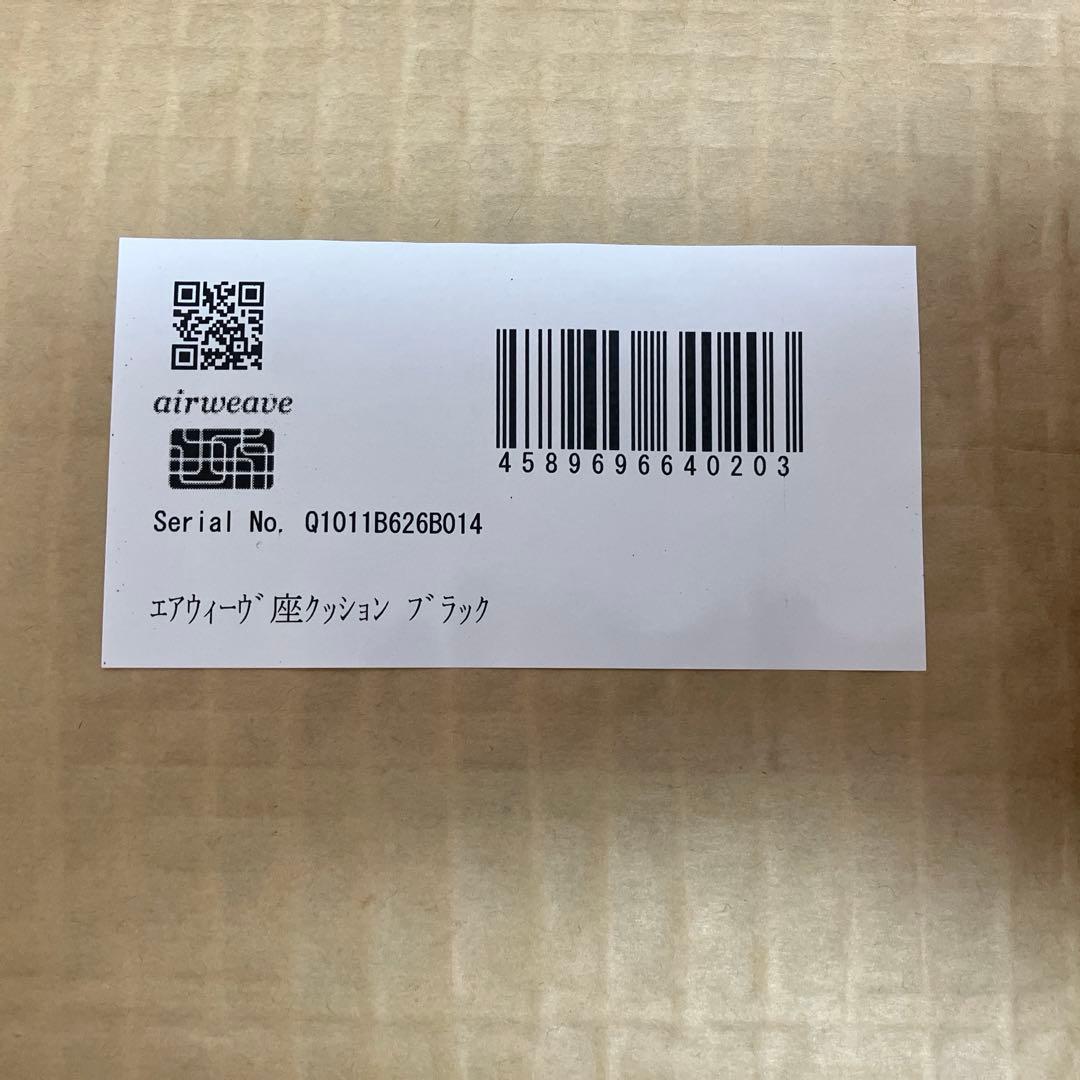 airweave
4589696640203
Serial No. Q1011B626B014
ｴｱｳｨｰｳﾞ座ｸｯｼｮﾝ ﾌﾞﾗｯｸ